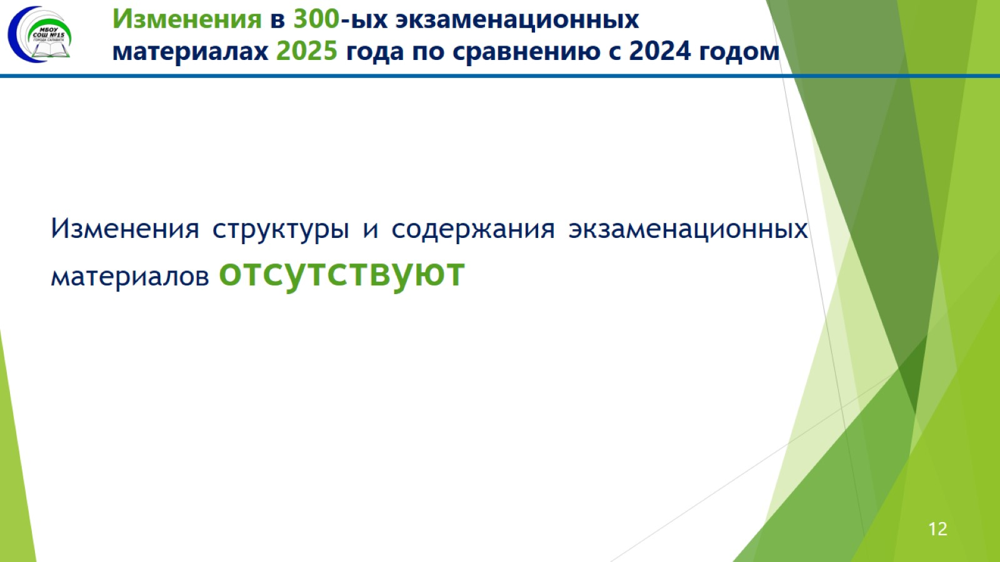 МБОУ
СОШ №15
ГОРОДА САЛАВАТА
Изменения в 300-ых экзаменационных
материалах 2025 года по сравнению с 2024 годом
Изменения структуры и содержания экзаменационных
материалов отсутствуют
12